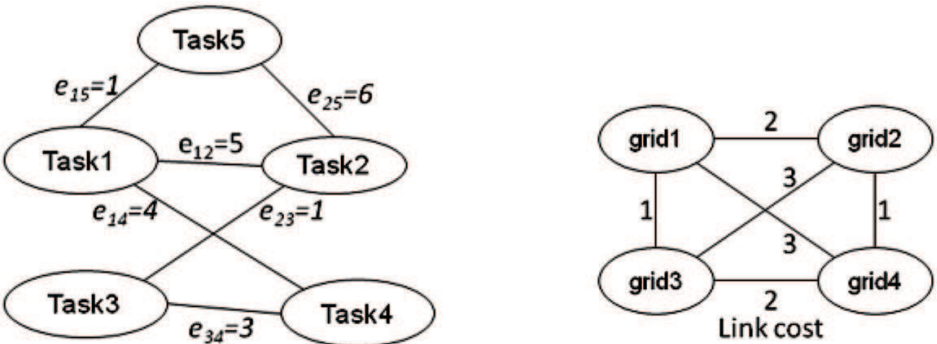 Task5
e15=1
e25=6
Task1
e12=5
Task2
e14=4
e23=1
Task3
e34=3
Task4
grid1
2
grid2
3
1
1
3
grid3
2
grid4
Link cost